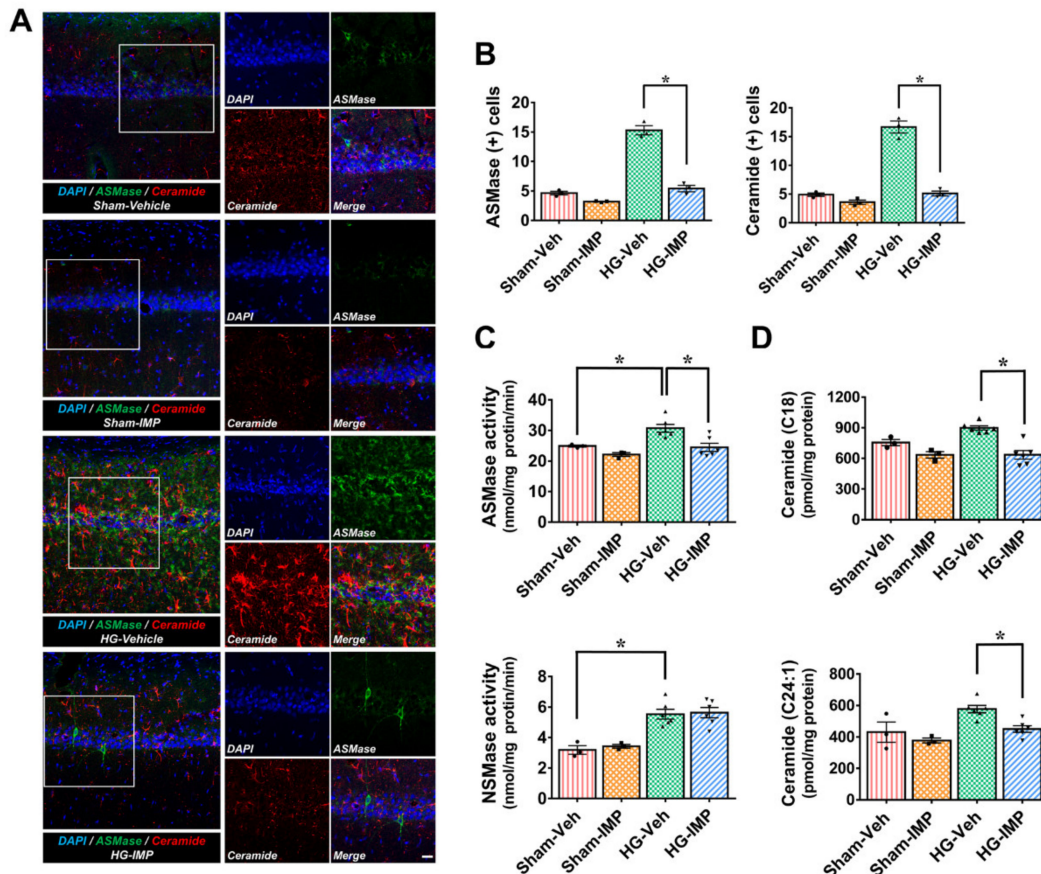 A
DAPI
ASMase
DAPI / ASMase / Ceramide
Sham-Vehicle
Ceramide
Merge
DAPI
ASMase
DAPI / ASMase / Ceramide
Sham-IMP
Ceramide
Merge
DAPI
ASMase
DAPI / ASMase / Ceramide
HG-Vehicle
Ceramide
Merge
DAPI
ASMase
DAPI / ASMase / Ceramide
HG-IMP
Ceramide
Merge
B
ASMase (+) cells
20
15
10
5
0
*
Sham-Veh
Sham-IMP
HG-Veh
HG-IMP
Ceramide (+) cells
20
15
10
5
0
*
Sham-Veh
Sham-IMP
HG-Veh
HG-IMP
C
ASMase activity
(nmol/mg protin/min)
40
30
20
10
0
*
*
Sham-Veh
Sham-IMP
HG-Veh
HG-IMP
NSMase activity
(nmol/mg protin/min)
8
6
4
2
0
*
Sham-Veh
Sham-IMP
HG-Veh
HG-IMP
D
Ceramide (C18)
(pmol/mg protein)
1200
900
600
300
0
*
Sham-Veh
Sham-IMP
HG-Veh
HG-IMP
Ceramide (C24:1)
(pmol/mg protein)
800
600
400
200
0
*
Sham-Veh
Sham-IMP
HG-Veh
HG-IMP